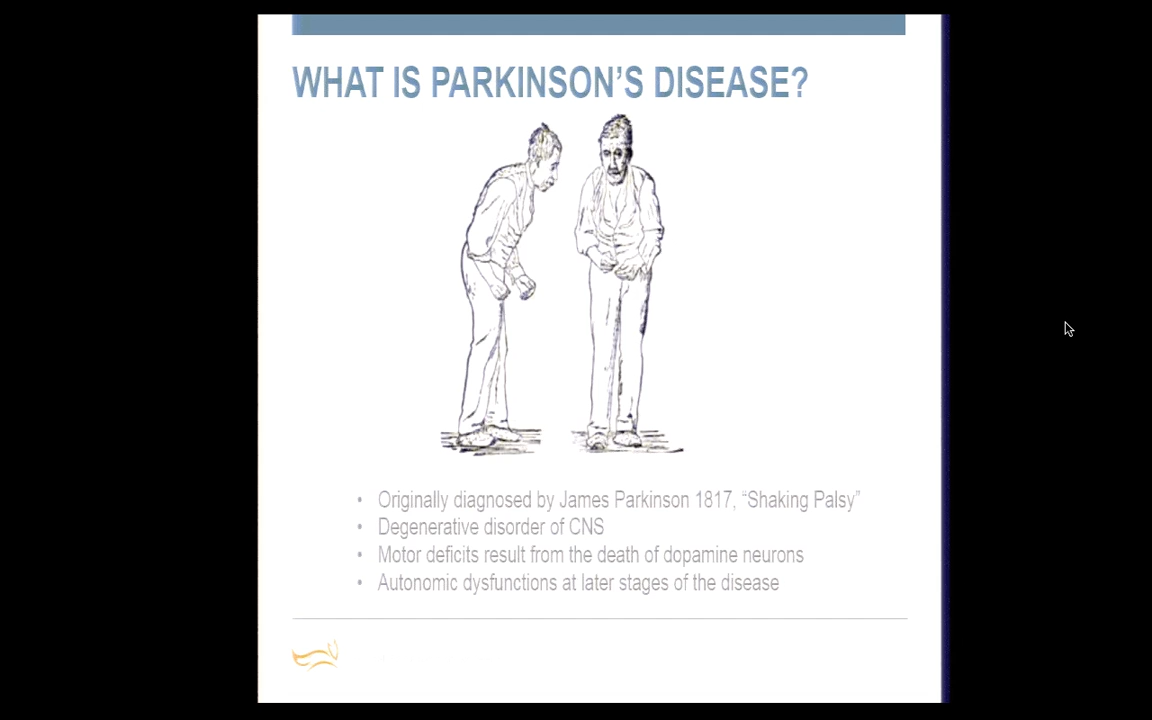 WHAT IS PARKINSON'S DISEASE?
• Originally diagnosed by James Parkinson 1817, “Shaking Palsy”
• Degenerative disorder of CNS
• Motor deficits result from the death of dopamine neurons
• Autonomic dysfunctions at later stages of the disease